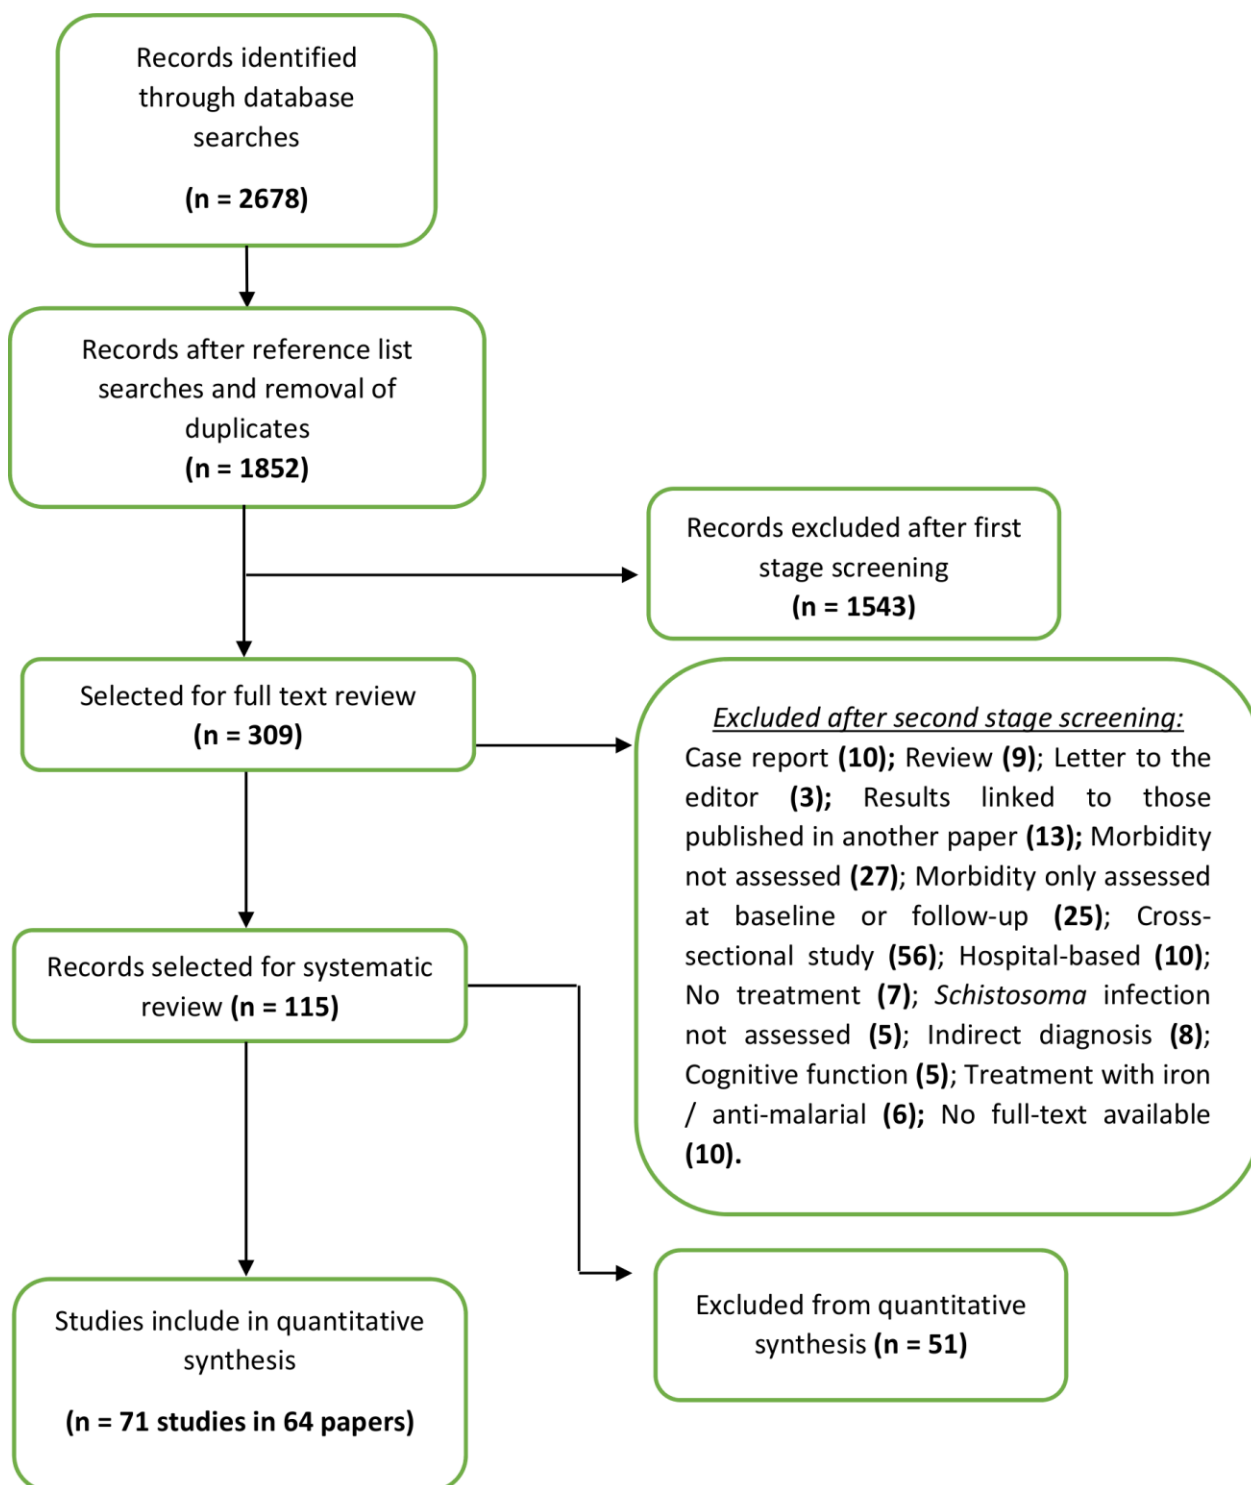 Records identified
through database
searches
(n = 2678)
Records after reference list
searches and removal of
duplicates
(n = 1852)
Records excluded after first
stage screening
(n = 1543)
Selected for full text review
(n = 309)
Excluded after second stage screening:
Case report (10); Review (9); Letter to the
editor (3); Results linked to those
published in another paper (13); Morbidity
not assessed (27); Morbidity only assessed
at baseline or follow-up (25); Cross-
sectional study (56); Hospital-based (10);
No treatment (7); Schistosoma infection
not assessed (5); Indirect diagnosis (8);
Cognitive function (5); Treatment with iron
/ anti-malarial (6); No full-text available
(10).
Records selected for systematic
review (n = 115)
Excluded from quantitative
synthesis (n = 51)
Studies include in quantitative
synthesis
(n = 71 studies in 64 papers)